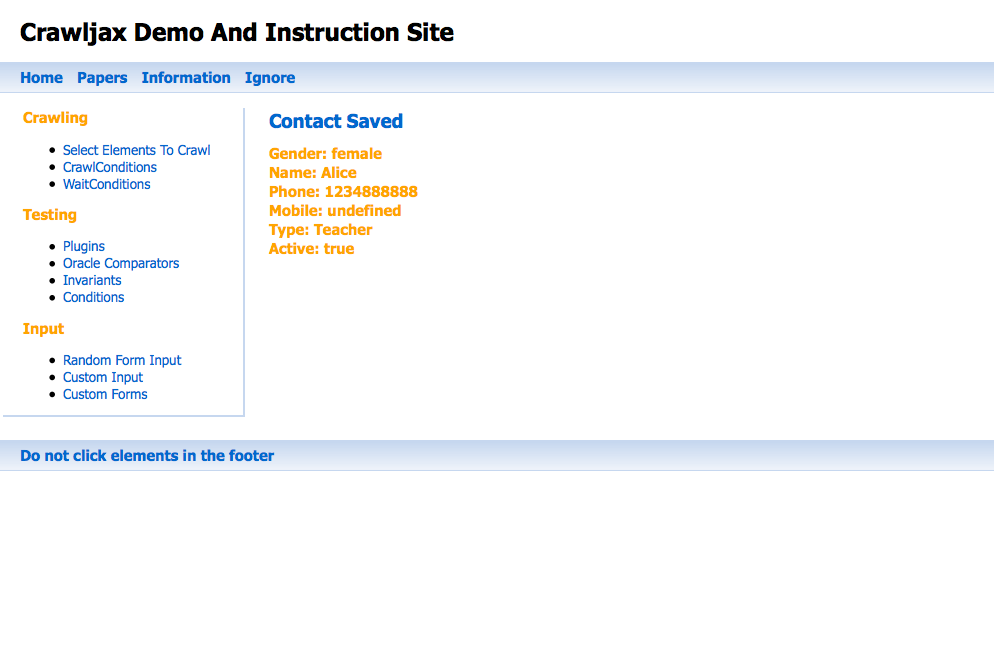 Crawljax Demo And Instruction Site
Home Papers Information Ignore
Crawling
Select Elements To Crawl
CrawlConditions
WaitConditions
Testing
Plugins
Oracle Comparators
Invariants
Conditions
Input
Random Form Input
Custom Input
Custom Forms
Contact Saved
Gender: female
Name: Alice
Phone: 1234888888
Mobile: undefined
Type: Teacher
Active: true
Do not click elements in the footer